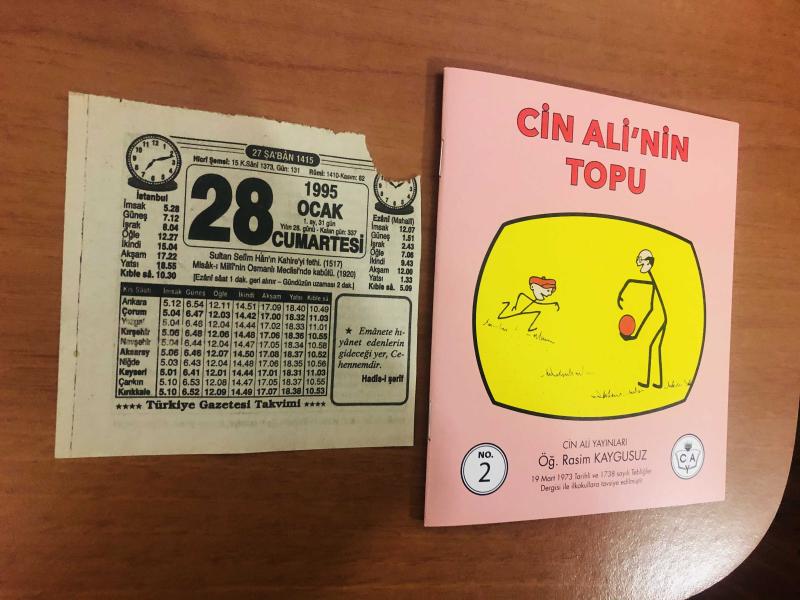 27 ŞA'BÂN 1415
Hicrî Şemsî: 15 K.Sânî 1373, Gün: 131 Rûmî: 1410-Kasım: 82
28
1995
OCAK
1. ay, 31 gün
Yılın 28. günü - Kalan gün: 337
CUMARTESİ
İstanbul
İmsak 5.28
Güneş 7.12
İşrak 8.04
Öğle 12.27
İkindi 15.04
Akşam 17.22
Yatsı 18.55
Kıble sâ. 10.30
Ezânî (Mahallî)
İmsak 12.07
Güneş 1.51
İşrak 2.43
Öğle 7.06
İkindi 9.43
Akşam 12.00
Yatsı 1.33
Kıble sâ. 5.09
Sultan Selîm Hân'ın Kahire'yi fethi. (1517)
Misâk-ı Millî'nin Osmanlı Meclisi'nde kabûlü. (1920)
[Ezânî sâat 1 dak. geri alınır – Gündüzün uzaması 2 dak.]
Kış Sâati İmsak Güneş Öğle İkindi Akşam Yatsı Kıble sâ.
Ankara 5.12 6.54 12.11 14.51 17.09 18.40 10.49
Çorum 5.04 6.47 12.03 14.42 17.00 18.32 11.03
Yozgat 5.04 6.46 12.04 14.44 17.02 18.33 11.01
Kırşehir 5.06 6.48 12.06 14.48 17.06 18.36 10.55
Nevşehir 5.04 6.44 12.04 14.47 17.05 18.34 10.58
Aksaray 5.06 6.46 12.07 14.50 17.08 18.37 10.52
Niğde 5.03 6.43 12.04 14.48 17.06 18.35 10.56
Kayseri 5.01 6.41 12.01 14.44 17.01 18.31 11.03
Çankırı 5.10 6.53 12.08 14.47 17.05 18.37 10.55
Kırıkkale 5.10 6.52 12.09 14.49 17.07 18.38 10.53
★ Emânete hı-
yânet edenlerin
gideceği yer, Ce-
hennemdir.
Hadîs-i şerîf
★★★★ Türkiye Gazetesi Takvimi ★★★★
CİN ALİ'NİN
TOPU
NO.
2
CİN ALİ YAYINLARI
Öğ. Rasim KAYGUSUZ
19 Mart 1973 Tarihli ve 1738 sayılı Tebliğler
Dergisi ile ilkokullara tavsiye edilmiştir.
C A